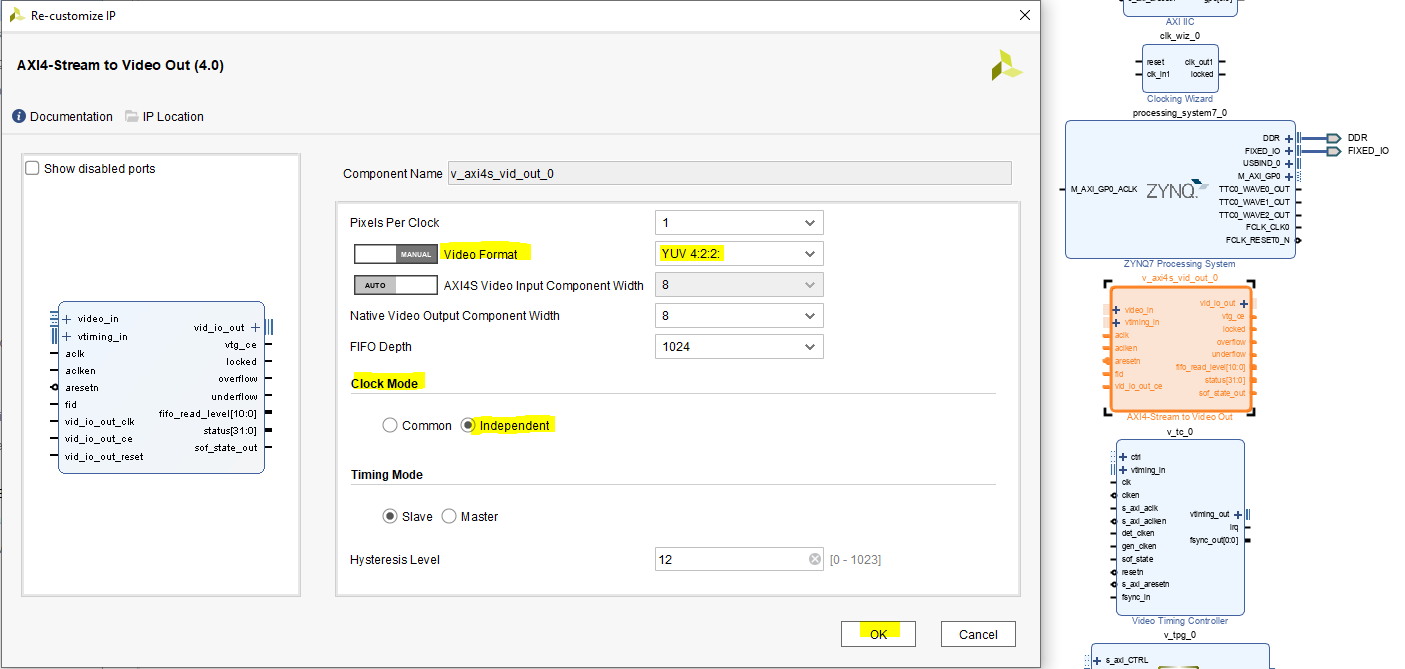 Re-customize IP
AXI4-Stream to Video Out (4.0)
Documentation IP Location
Show disabled ports
video_in
vtiming_in
aclk
aclken
aresetn
fid
vid_io_out_clk
vid_io_out_ce
vid_io_out_reset
vid_io_out
vtg_ce
locked
overflow
underflow
fifo_read_level[10:0]
status[31:0]
sof_state_out
Component Name v_axi4s_vid_out_0
Pixels Per Clock 1
MANUAL Video Format YUV 4:2:2:
AUTO AXI4S Video Input Component Width 8
Native Video Output Component Width 8
FIFO Depth 1024
Clock Mode
Common Independent
Timing Mode
Slave Master
Hysteresis Level 12 [0 - 1023]
OK Cancel
AXI IIC
clk_wiz_0
reset
clk_in1
clk_out1
locked
Clocking Wizard
processing_system7_0
M_AXI_GP0_ACLK
ZYNQ
DDR
FIXED_IO
USBIND_0
M_AXI_GP0
TTC0_WAVE0_OUT
TTC0_WAVE1_OUT
TTC0_WAVE2_OUT
FCLK_CLK0
FCLK_RESET0_N
DDR
FIXED_IO
ZYNQ7 Processing System
v_axi4s_vid_out_0
video_in
vtiming_in
aclk
aclken
aresetn
fid
vid_io_out_ce
vid_io_out
vtg_ce
locked
overflow
underflow
fifo_read_level[10:0]
status[31:0]
sof_state_out
AXI4-Stream to Video Out
v_tc_0
ctrl
vtiming_in
clk
clken
s_axi_aclk
s_axi_aclken
det_clken
gen_clken
sof_state
resetn
s_axi_aresetn
fsync_in
vtiming_out
irq
fsync_out[0:0]
Video Timing Controller
v_tpg_0
s_axi_CTRL